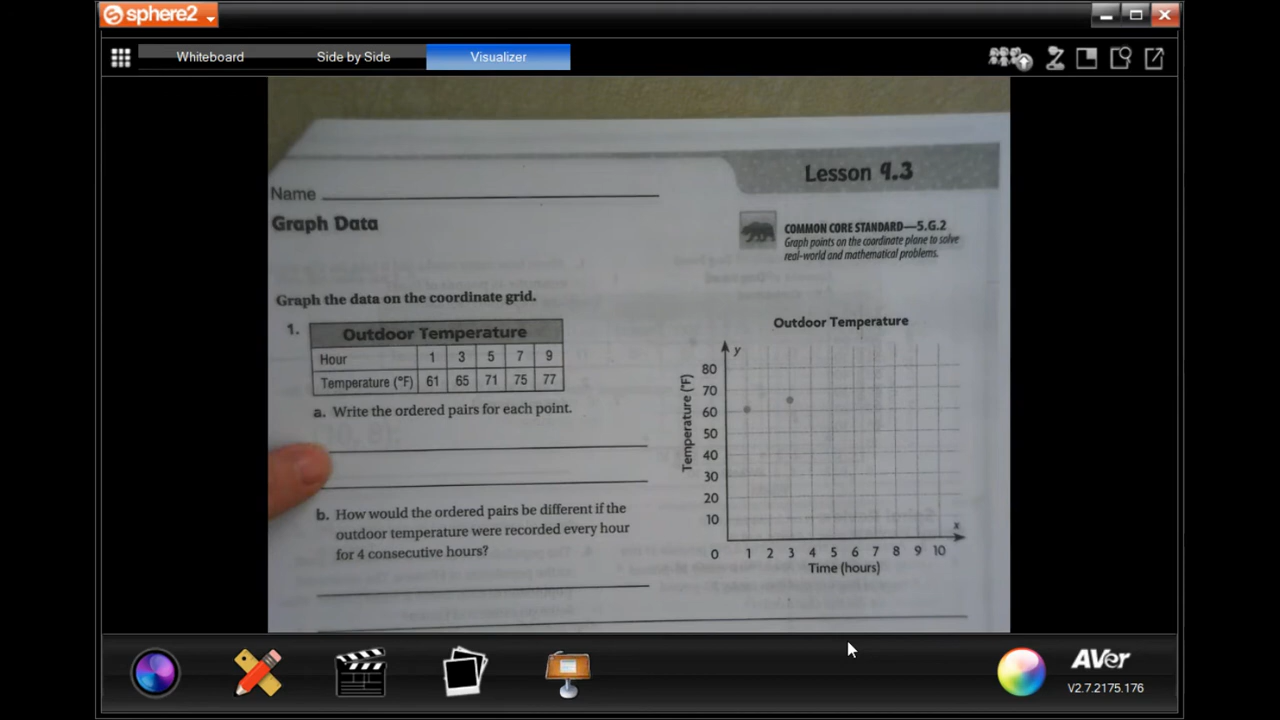 sphere2
Whiteboard Side by Side Visualizer
Lesson 9.3
Name
Graph Data
COMMON CORE STANDARD—5.G.2
Graph points on the coordinate plane to solve
real-world and mathematical problems.
Graph the data on the coordinate grid.
1.
Outdoor Temperature
Hour 1 3 5 7 9
Temperature (°F) 61 65 71 75 77
a. Write the ordered pairs for each point.
b. How would the ordered pairs be different if the
outdoor temperature were recorded every hour
for 4 consecutive hours?
Outdoor Temperature
y
80
70
60
50
40
30
20
10
Temperature (°F)
x
0 1 2 3 4 5 6 7 8 9 10
Time (hours)
AVer
V2.7.2175.176